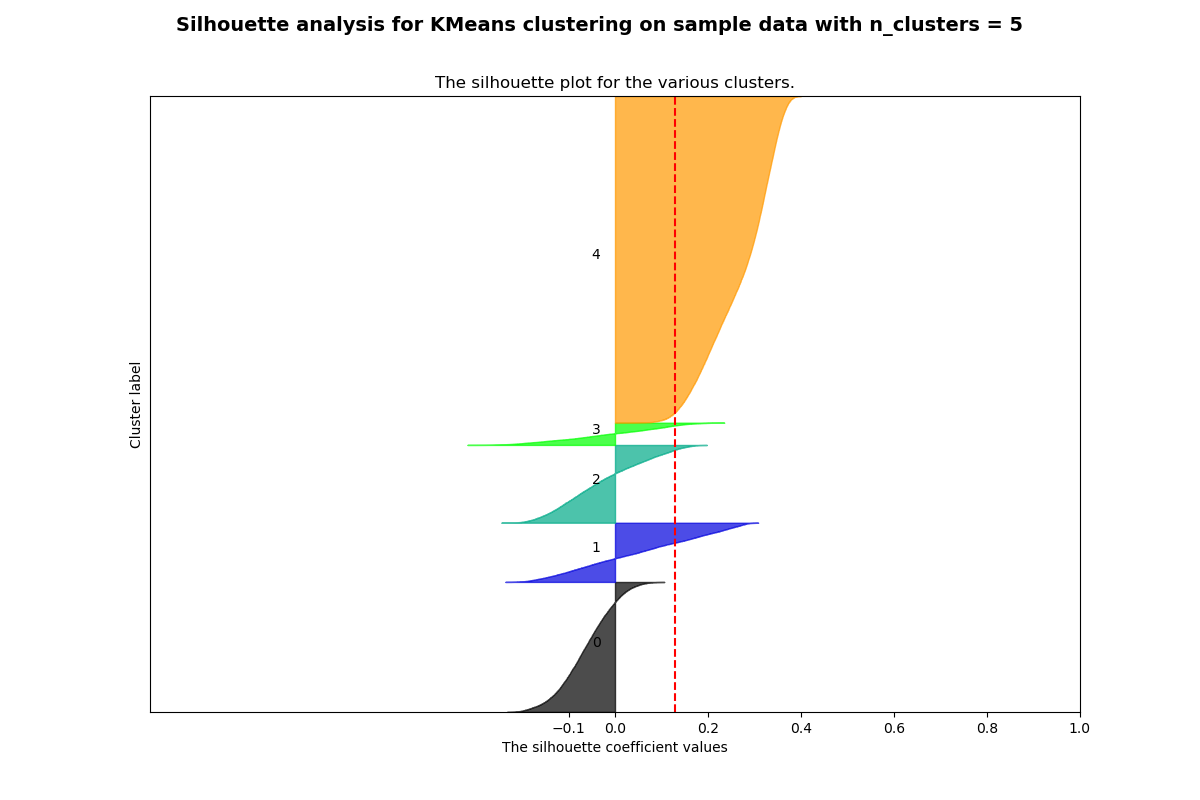 Silhouette analysis for KMeans clustering on sample data with n_clusters = 5
The silhouette plot for the various clusters.
4
3
2
1
0
Cluster label
−0.1 0.0 0.2 0.4 0.6 0.8 1.0
The silhouette coefficient values